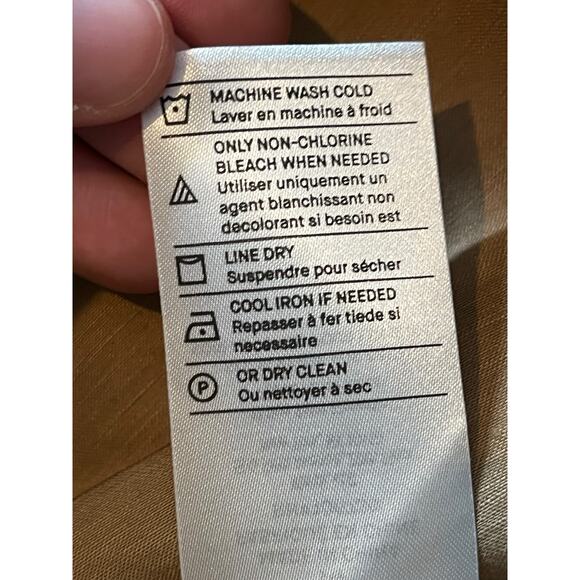 MACHINE WASH COLD
Laver en machine à froid
ONLY NON-CHLORINE
BLEACH WHEN NEEDED
Utiliser uniquement un
agent blanchissant non
decolorant si besoin est
LINE DRY
Suspendre pour sécher
COOL IRON IF NEEDED
Repasser à fer tiede si
necessaire
P
OR DRY CLEAN
Ou nettoyer à sec